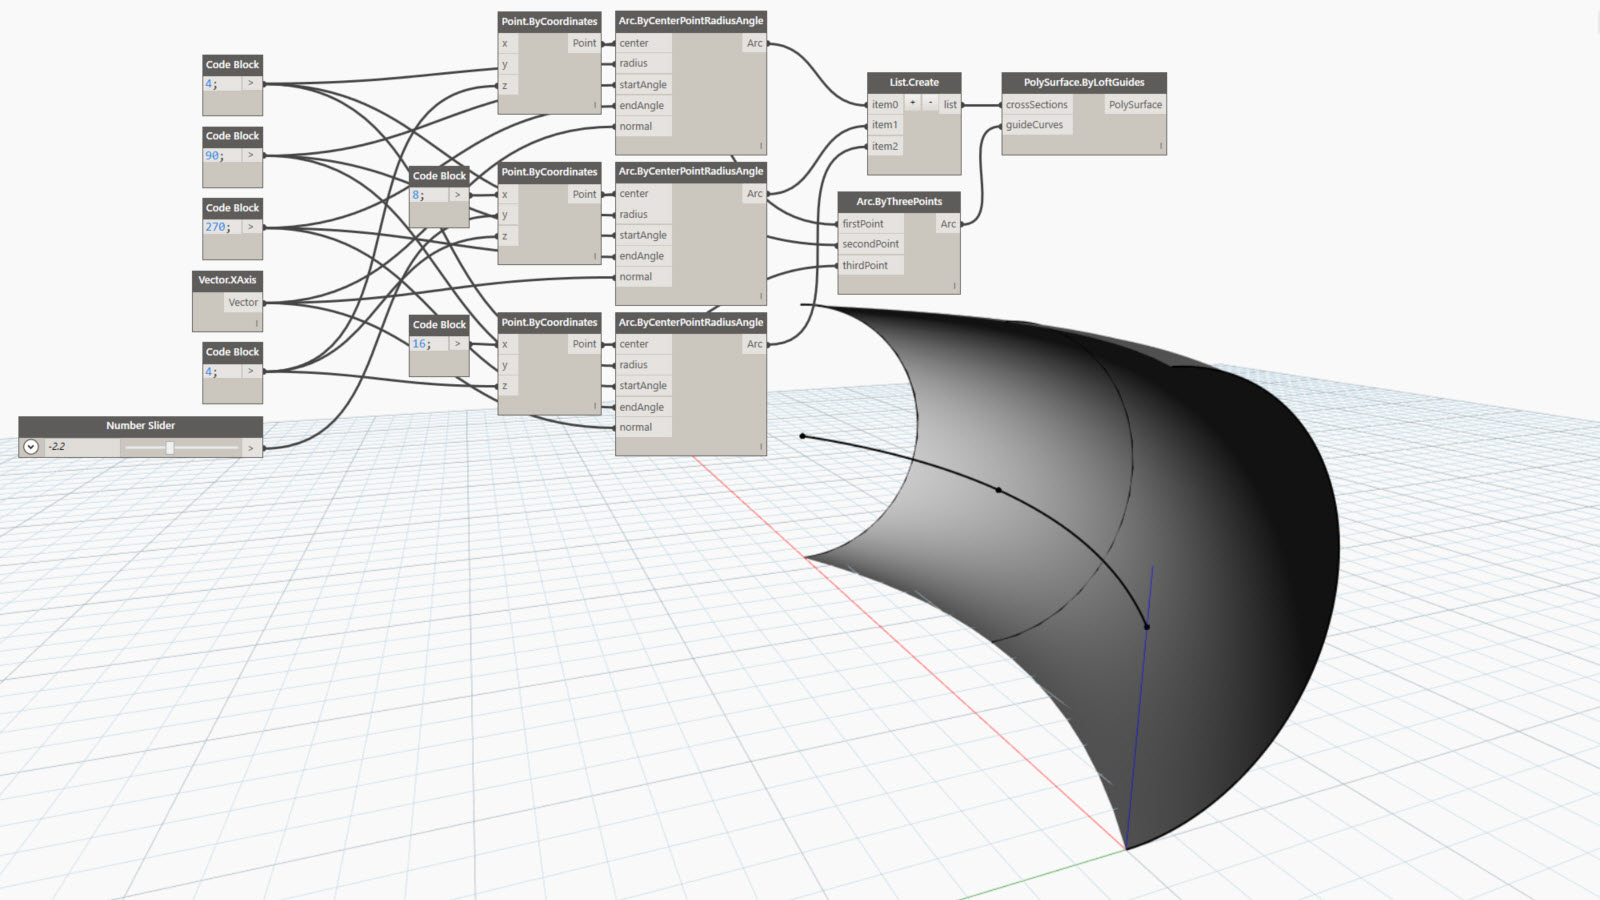 Code Block
4; >
Code Block
90; >
Code Block
270; >
Vector.XAxis
Vector
Code Block
4; >
Number Slider
-2.2 >
Code Block
8; >
Code Block
16; >
Point.ByCoordinates
x Point
y
z
Point.ByCoordinates
x Point
y
z
Point.ByCoordinates
x Point
y
z
Arc.ByCenterPointRadiusAngle
center Arc
radius
startAngle
endAngle
normal
Arc.ByCenterPointRadiusAngle
center Arc
radius
startAngle
endAngle
normal
Arc.ByCenterPointRadiusAngle
center Arc
radius
startAngle
endAngle
normal
List.Create
item0 + - list
item1
item2
Arc.ByThreePoints
firstPoint Arc
secondPoint
thirdPoint
PolySurface.ByLoftGuides
crossSections PolySurface
guideCurves